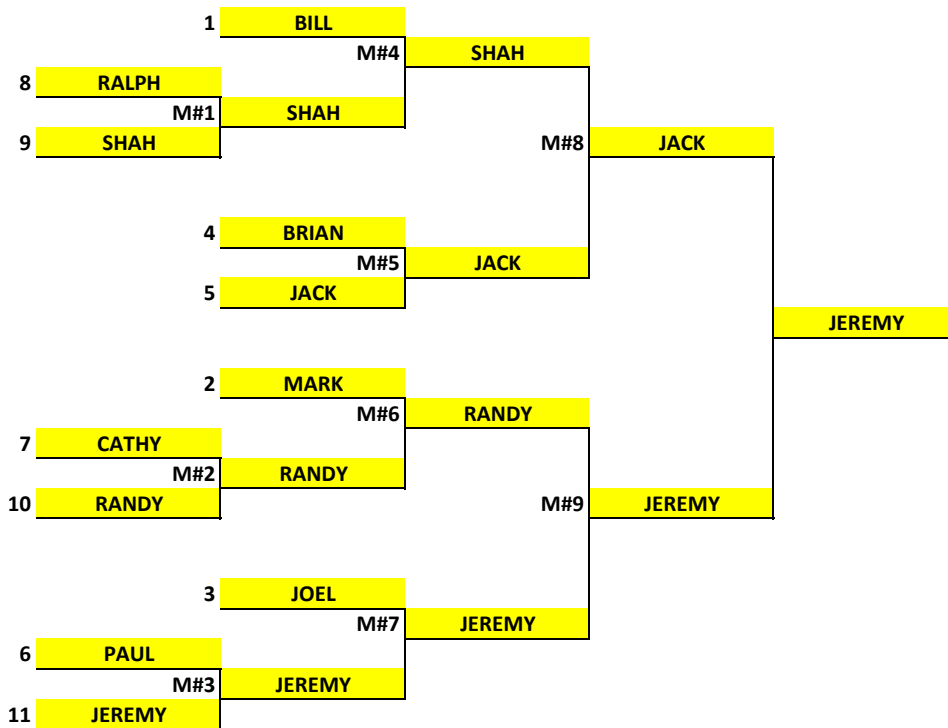 1 BILL
M#4 SHAH
8 RALPH
M#1 SHAH
9 SHAH M#8 JACK
4 BRIAN
M#5 JACK
5 JACK
JEREMY
2 MARK
M#6 RANDY
7 CATHY
M#2 RANDY
10 RANDY M#9 JEREMY
3 JOEL
M#7 JEREMY
6 PAUL
M#3 JEREMY
11 JEREMY